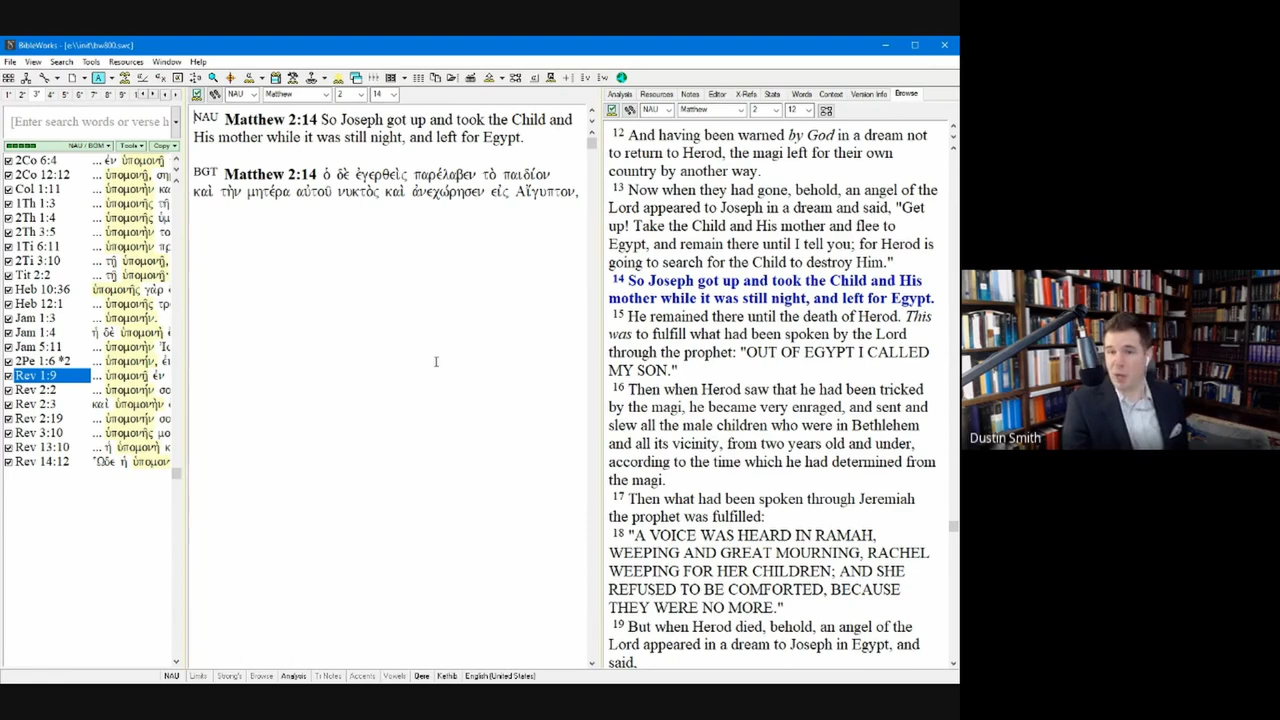 BibleWorks - [e:\\init\bw800.swc]
File View Search Tools Resources Window Help
NAU Matthew 2 14
[Enter search words or verse h
NAU / BGM Tools Copy
2Co 6:4 ... ἐν ὑπομονῇ
2Co 12:12 ... ὑπομονῇ, ση
Col 1:11 ... ὑπομονὴν κα
1Th 1:3 ... ὑπομονῆς τῆ
1Th 1:4 ... ὑπομονῆς ὑμ
2Th 3:5 ... ὑπομονὴν το
1Ti 6:11 ... ὑπομονὴν πρ
2Ti 3:10 ... τῇ ὑπομονῇ,
Tit 2:2 ... τῇ ὑπομονῇ·
Heb 10:36 ὑπομονῆς γὰρ
Heb 12:1 ... ὑπομονῆς τρ
Jam 1:3 ... ὑπομονήν.
Jam 1:4 ἡ δὲ ὑπομονὴ
Jam 5:11 ... ὑπομονὴν
2Pe 1:6 *2 ... ὑπομονήν, ἐ
Rev 1:9 ... ὑπομονῇ ἐν
Rev 2:2 ... ὑπομονήν σο
Rev 2:3 καὶ ὑπομονὴν
Rev 2:19 ... ὑπομονήν σο
Rev 3:10 ... ὑπομονῆς μο
Rev 13:10 ... ἡ ὑπομονὴ κ
Rev 14:12 Ὧδε ἡ ὑπομον
NAU Matthew 2:14 So Joseph got up and took the Child and
His mother while it was still night, and left for Egypt.
BGT Matthew 2:14 ὁ δὲ ἐγερθεὶς παρέλαβεν τὸ παιδίον
καὶ τὴν μητέρα αὐτοῦ νυκτὸς καὶ ἀνεχώρησεν εἰς Αἴγυπτον,
Analysis Resources Notes Editor X-Refs Stats Words Context Version Info Browse
NAU Matthew 2 12
12 And having been warned by God in a dream not
to return to Herod, the magi left for their own
country by another way.
13 Now when they had gone, behold, an angel of the
Lord appeared to Joseph in a dream and said, "Get
up! Take the Child and His mother and flee to
Egypt, and remain there until I tell you; for Herod is
going to search for the Child to destroy Him."
14 So Joseph got up and took the Child and His
mother while it was still night, and left for Egypt.
15 He remained there until the death of Herod. This
was to fulfill what had been spoken by the Lord
through the prophet: "OUT OF EGYPT I CALLED
MY SON."
16 Then when Herod saw that he had been tricked
by the magi, he became very enraged, and sent and
slew all the male children who were in Bethlehem
and all its vicinity, from two years old and under,
according to the time which he had determined from
the magi.
17 Then what had been spoken through Jeremiah
the prophet was fulfilled:
18 "A VOICE WAS HEARD IN RAMAH,
WEEPING AND GREAT MOURNING, RACHEL
WEEPING FOR HER CHILDREN; AND SHE
REFUSED TO BE COMFORTED, BECAUSE
THEY WERE NO MORE."
19 But when Herod died, behold, an angel of the
Lord appeared in a dream to Joseph in Egypt, and
said,
NAU Limits Strong's Browse Analysis Tr Notes Accents Vowels Qere Kethib English (United States)
Dustin Smith